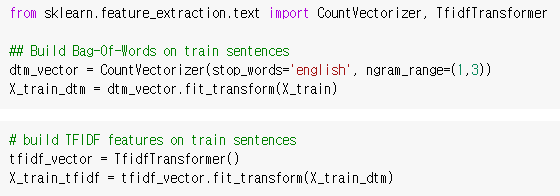 from sklearn.feature_extraction.text import CountVectorizer, TfidfTransformer
## Build Bag-Of-Words on train sentences
dtm_vector = CountVectorizer(stop_words='english', ngram_range=(1,3))
X_train_dtm = dtm_vector.fit_transform(X_train)
# build TFIDF features on train sentences
tfidf_vector = TfidfTransformer()
X_train_tfidf = tfidf_vector.fit_transform(X_train_dtm)